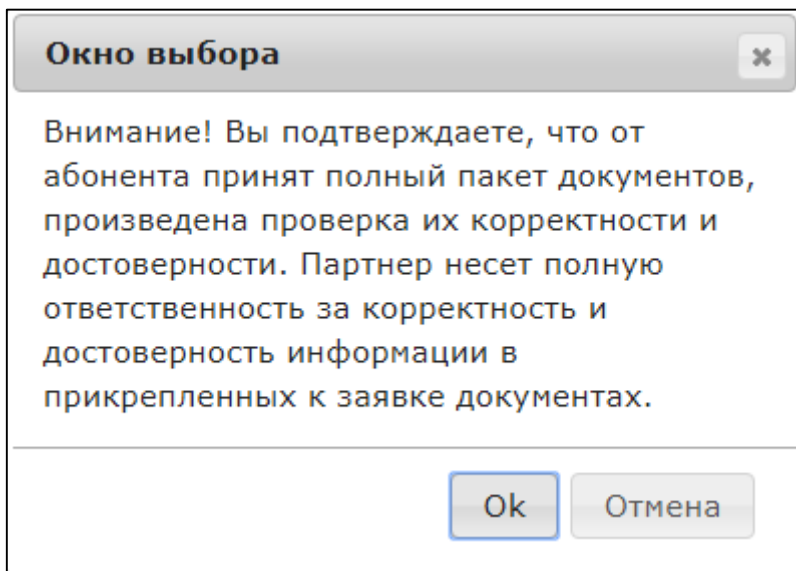 Окно выбора
Внимание! Вы подтверждаете, что от
абонента принят полный пакет документов,
произведена проверка их корректности и
достоверности. Партнер несет полную
ответственность за корректность и
достоверность информации в
прикрепленных к заявке документах.
Ok Отмена